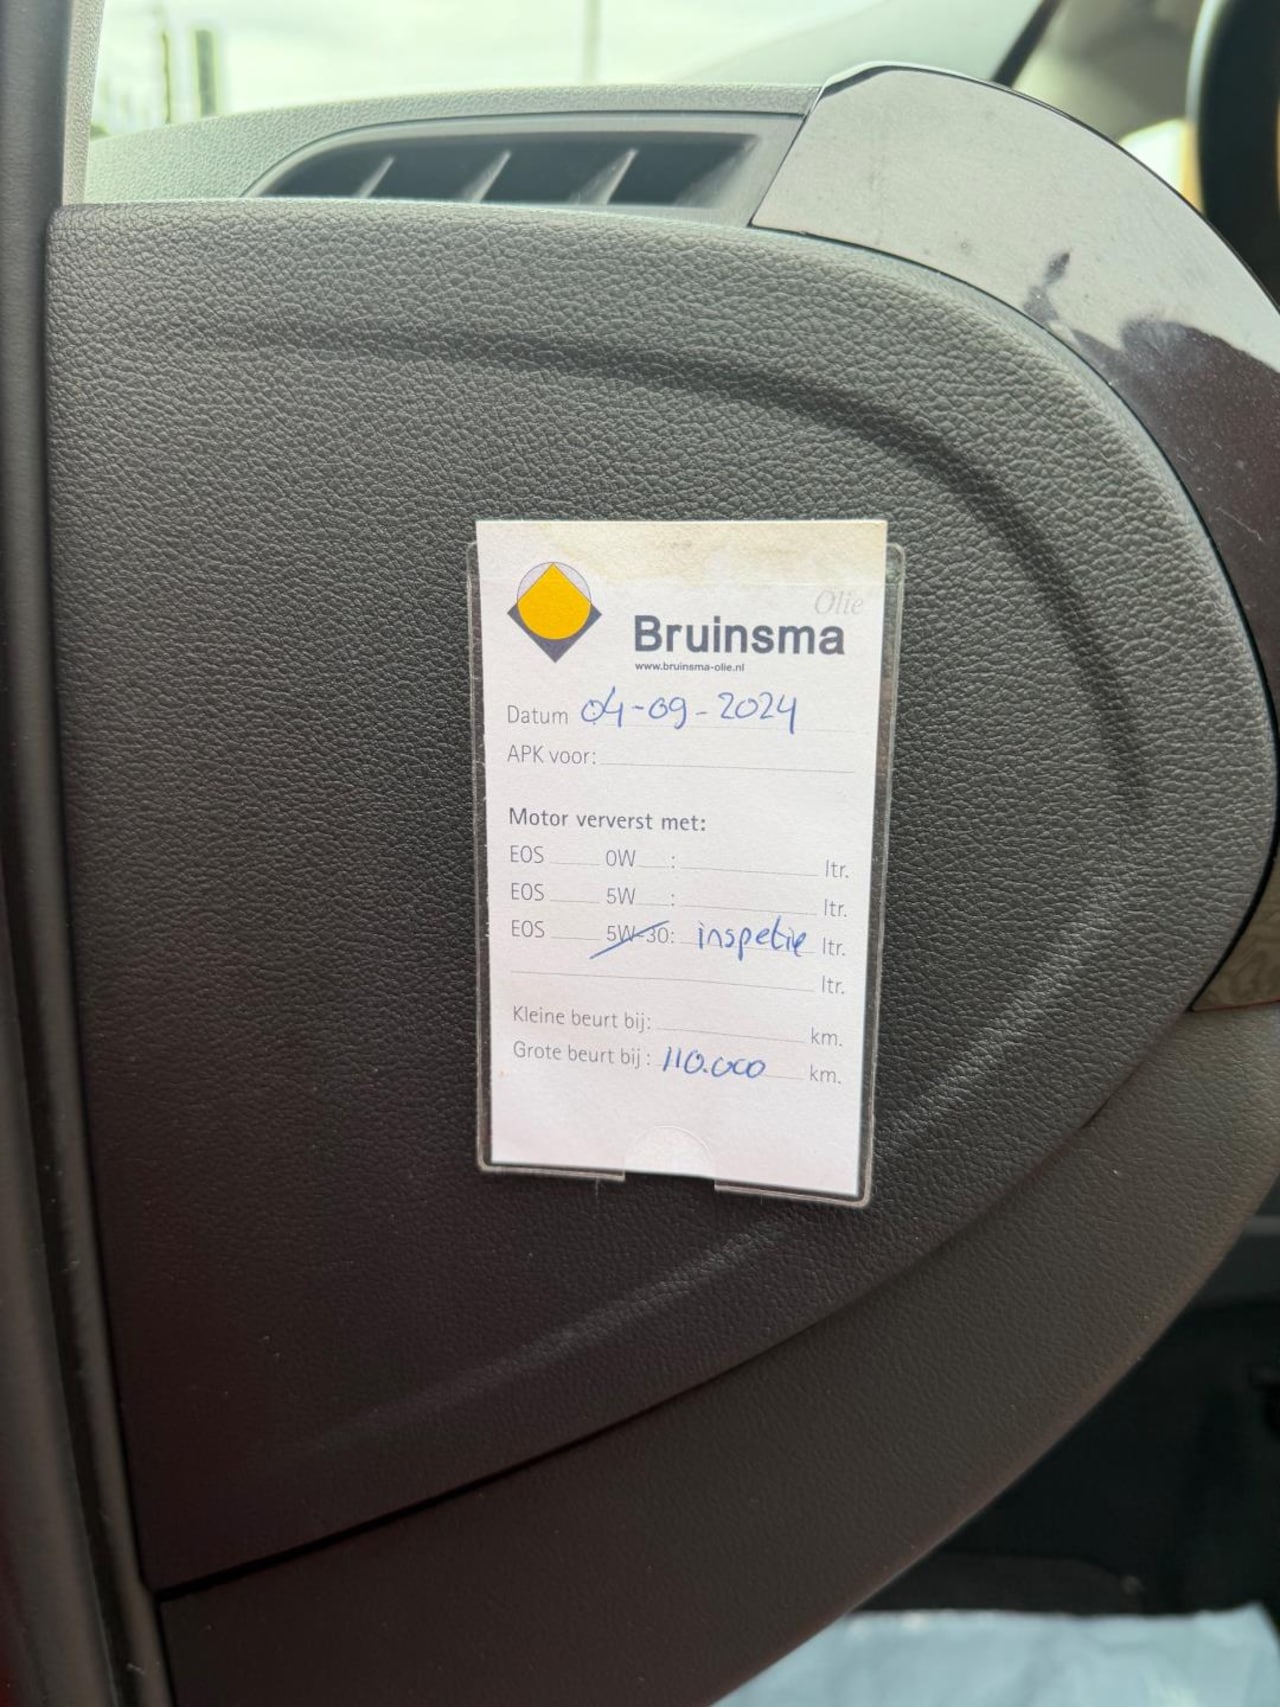 Olie
Bruinsma
www.bruinsma-olie.nl
Datum 04-09-2024
APK voor:
Motor ververst met:
EOS 0W : ltr.
EOS 5W : ltr.
EOS 5W-30: inspetie ltr.
ltr.
Kleine beurt bij: km.
Grote beurt bij: 110.000 km.